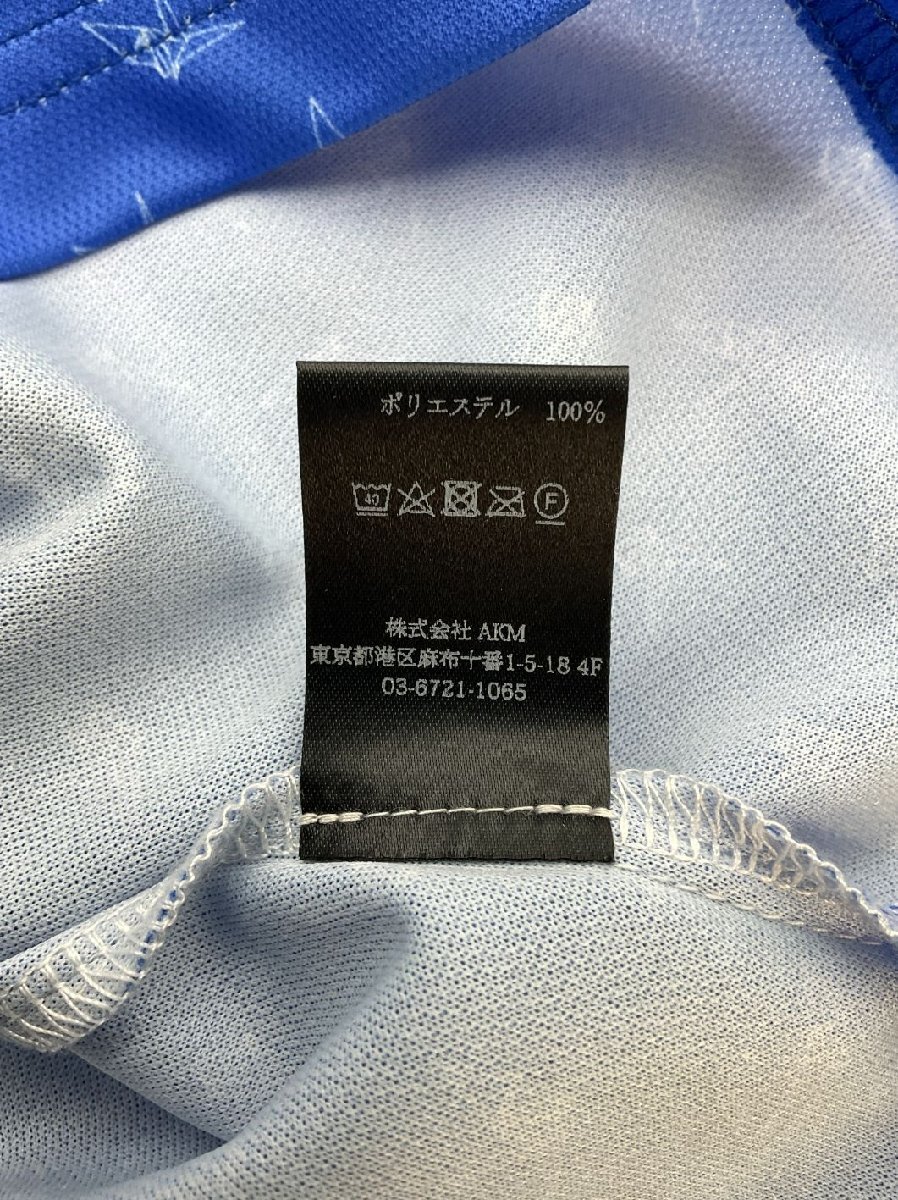 ポリエステル 100%
40 F
株式会社 AKM
東京都港区麻布十番1-5-18 4F
03-6721-1065